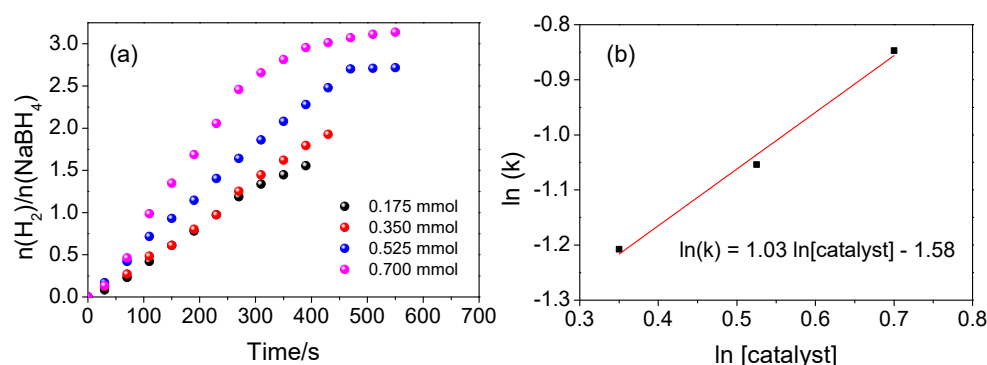 (a)
n(H2)/n(NaBH4)
3.0
2.5
2.0
1.5
1.0
0.5
0.0
0.175 mmol
0.350 mmol
0.525 mmol
0.700 mmol
0 100 200 300 400 500 600 700
Time/s
(b)
ln (k)
-0.8
-0.9
-1.0
-1.1
-1.2
-1.3
ln(k) = 1.03 ln[catalyst] - 1.58
0.3 0.4 0.5 0.6 0.7 0.8
ln [catalyst]